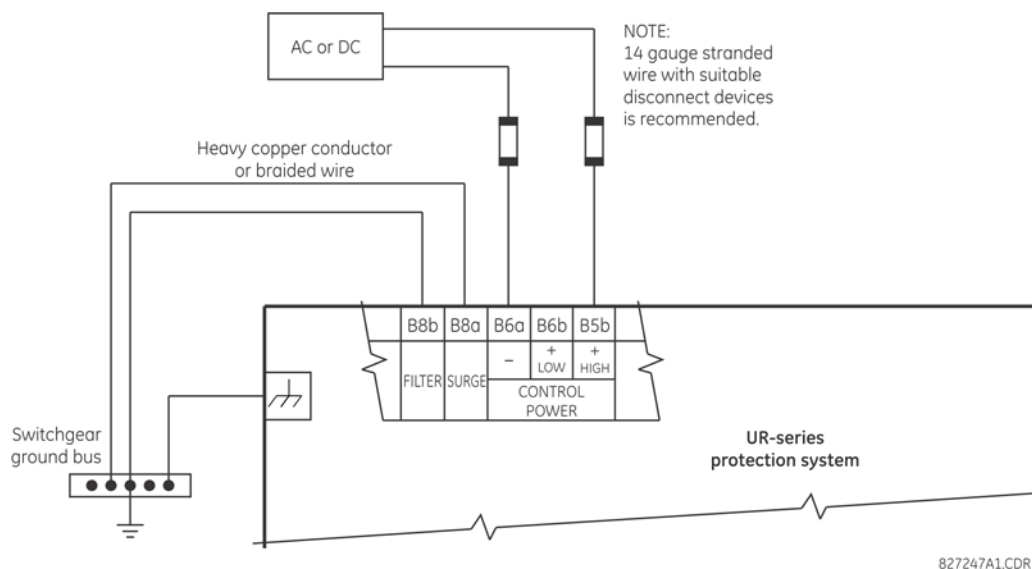 AC or DC
NOTE:
14 gauge stranded
wire with suitable
disconnect devices
is recommended.
Heavy copper conductor
or braided wire
B8b B8a B6a B6b B5b
FILTER SURGE – + LOW + HIGH
CONTROL
POWER
Switchgear
ground bus
UR-series
protection system
827247A1.CDR